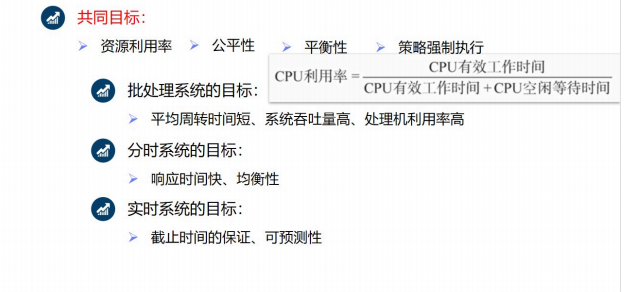 共同目标：
资源利用率 公平性 平衡性 策略强制执行
CPU利用率 = CPU有效工作时间 / CPU有效工作时间+CPU空闲等待时间
批处理系统的目标：
平均周转时间短、系统吞吐量高、处理机利用率高
分时系统的目标：
响应时间快、均衡性
实时系统的目标：
截止时间的保证、可预测性